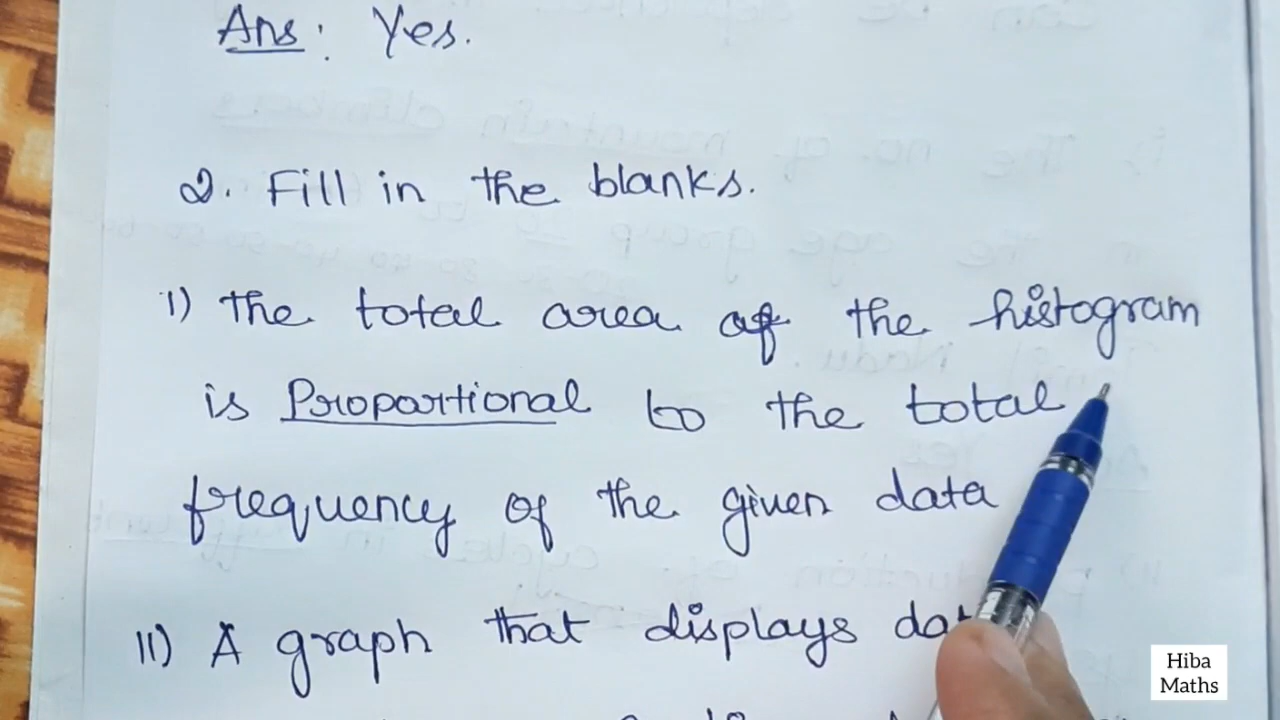 Ans: Yes.
2. Fill in the blanks.
i) The total area of the histogram
is Proportional to the total
frequency of the given data
ii) A graph that displays
Hiba
Maths